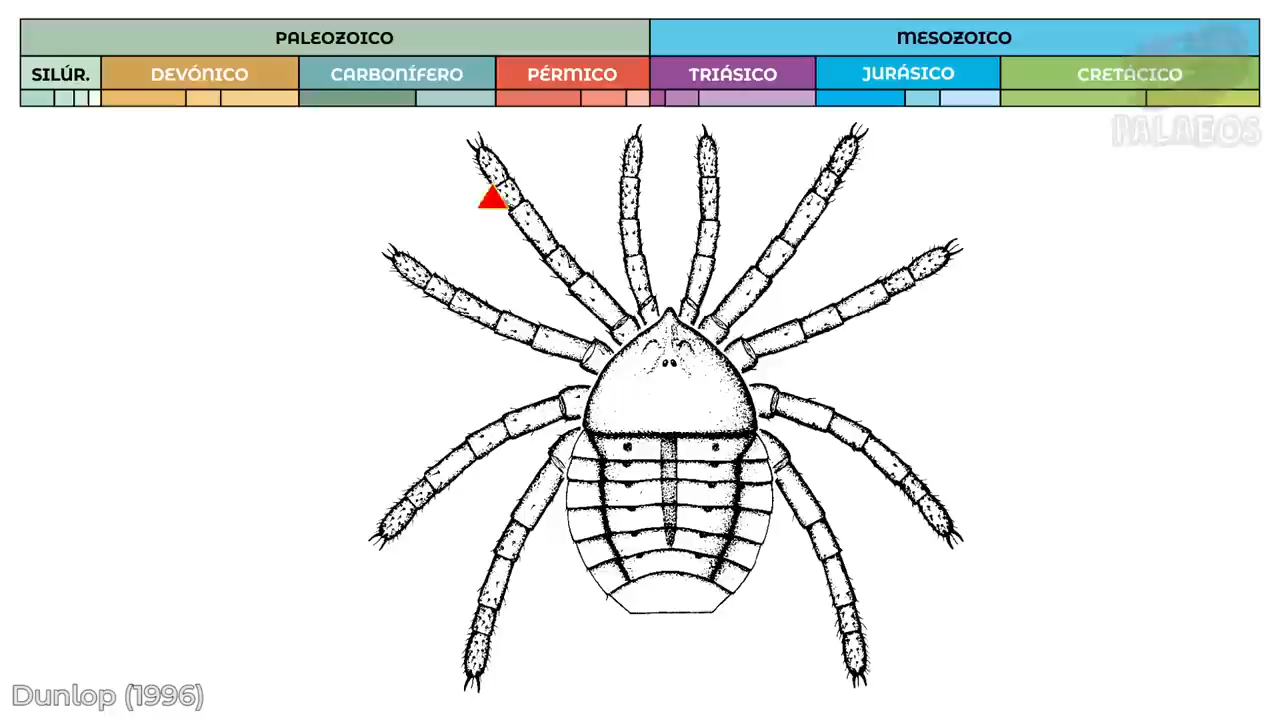 PALEOZOICO
MESOZOICO
SILÚR.
DEVÓNICO
CARBONÍFERO
PÉRMICO
TRIÁSICO
JURÁSICO
CRETÁCICO
PALAEOS
Dunlop (1996)